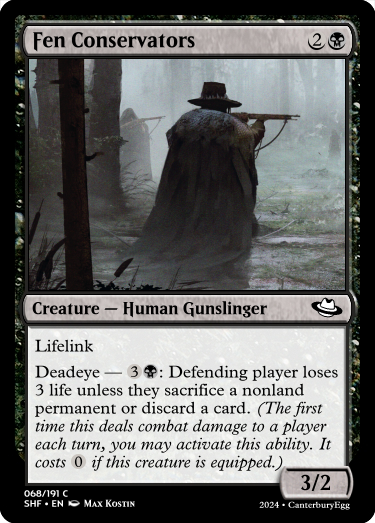 Fen Conservators 2
Creature — Human Gunslinger
Lifelink
Deadeye — 3: Defending player loses
3 life unless they sacrifice a nonland
permanent or discard a card. (The first
time this deals combat damage to a player
each turn, you may activate this ability. It
costs 0 if this creature is equipped.)
3/2
068/191 C
SHF • EN Max Kostin
2024 • CanterburyEgg